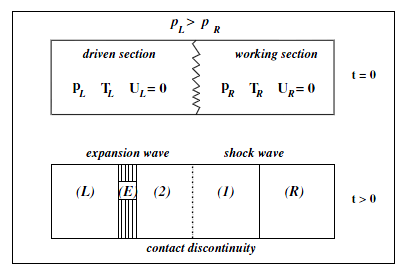 p_L > p_R
driven section working section
p_L T_L U_L = 0 p_R T_R U_R = 0 t = 0
expansion wave shock wave
(L) (E) (2) (1) (R) t > 0
contact discontinuity